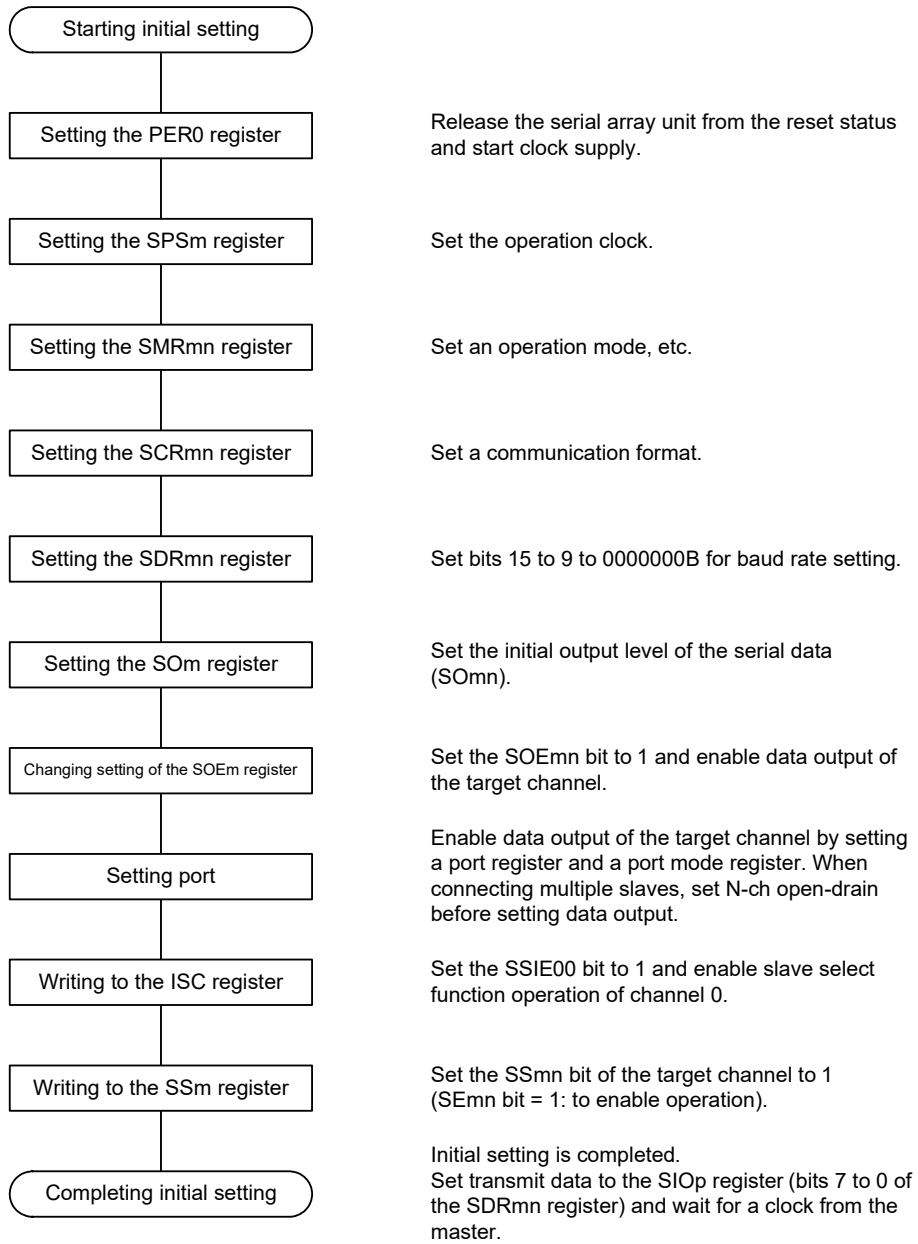 Starting initial setting
Setting the PER0 register
Release the serial array unit from the reset status
and start clock supply.
Setting the SPSm register
Set the operation clock.
Setting the SMRmn register
Set an operation mode, etc.
Setting the SCRmn register
Set a communication format.
Setting the SDRmn register
Set bits 15 to 9 to 0000000B for baud rate setting.
Setting the SOm register
Set the initial output level of the serial data
(SOmn).
Changing setting of the SOEm register
Set the SOEmn bit to 1 and enable data output of
the target channel.
Setting port
Enable data output of the target channel by setting
a port register and a port mode register. When
connecting multiple slaves, set N-ch open-drain
before setting data output.
Writing to the ISC register
Set the SSIE00 bit to 1 and enable slave select
function operation of channel 0.
Writing to the SSm register
Set the SSmn bit of the target channel to 1
(SEmn bit = 1: to enable operation).
Completing initial setting
Initial setting is completed.
Set transmit data to the SIOp register (bits 7 to 0 of
the SDRmn register) and wait for a clock from the
master.